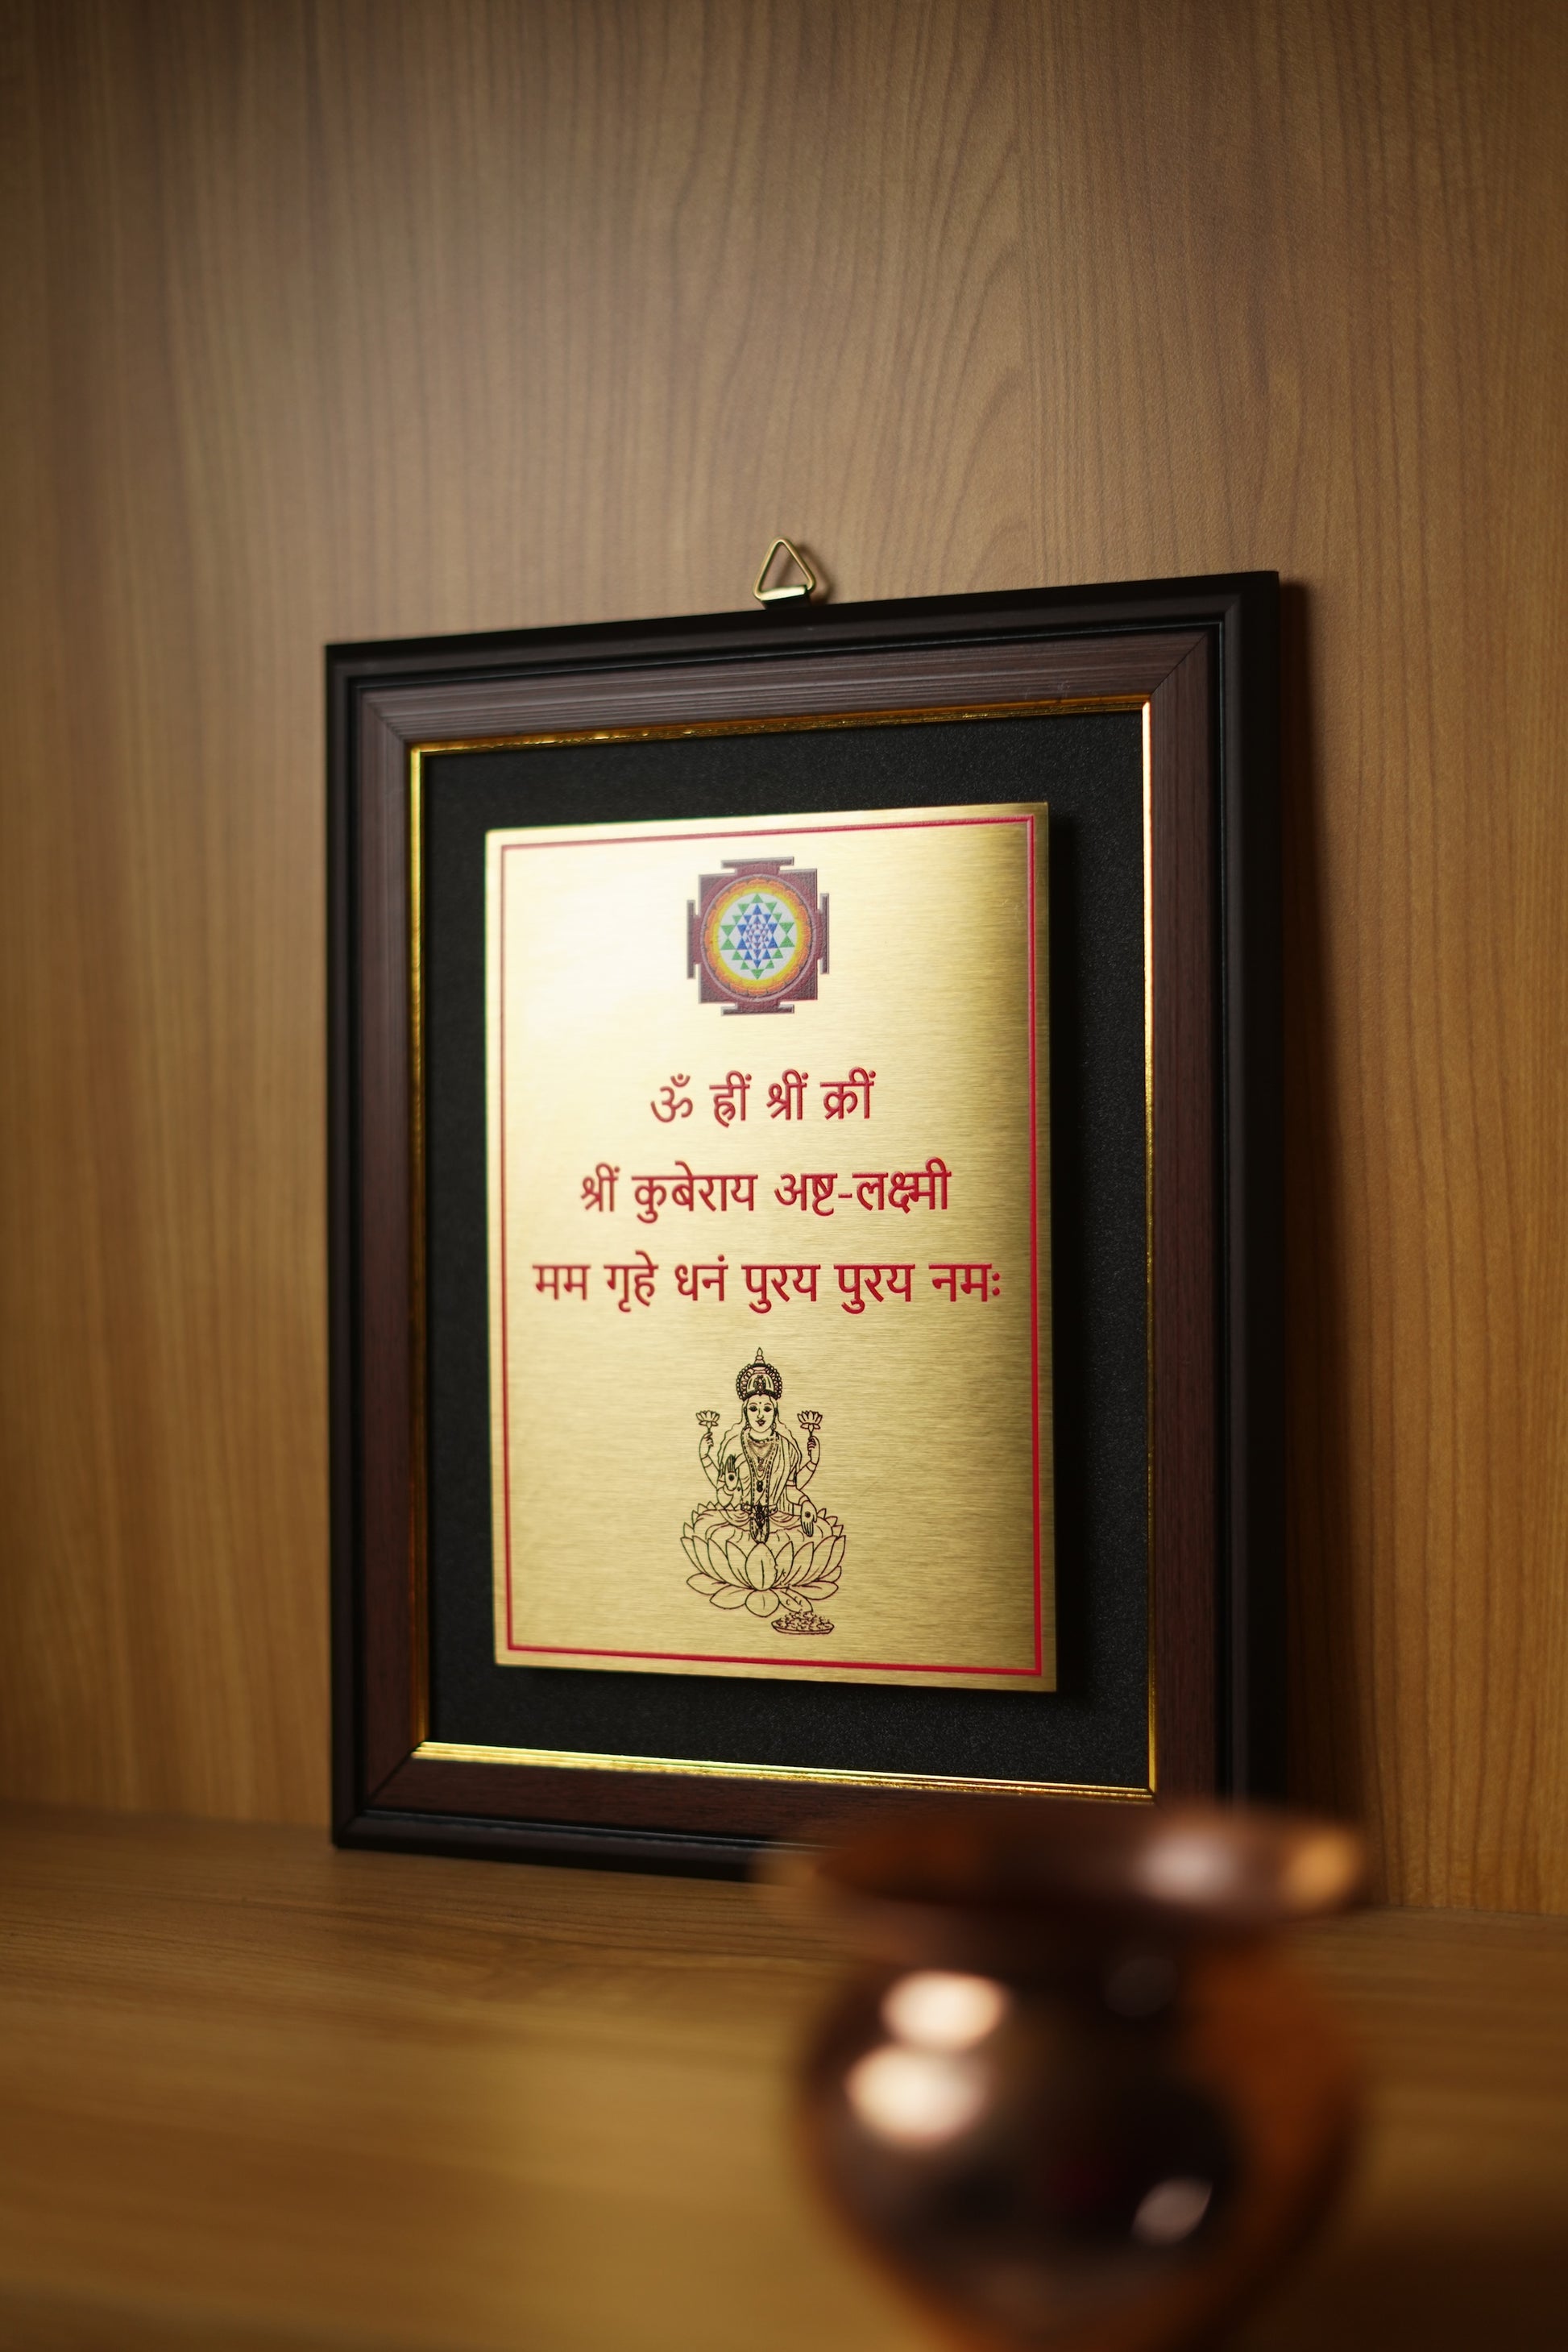 ॐ ह्रीं श्रीं क्रीं
श्रीं कुबेराय अष्ट-लक्ष्मी
मम गृहे धनं पुरय पुरय नमः